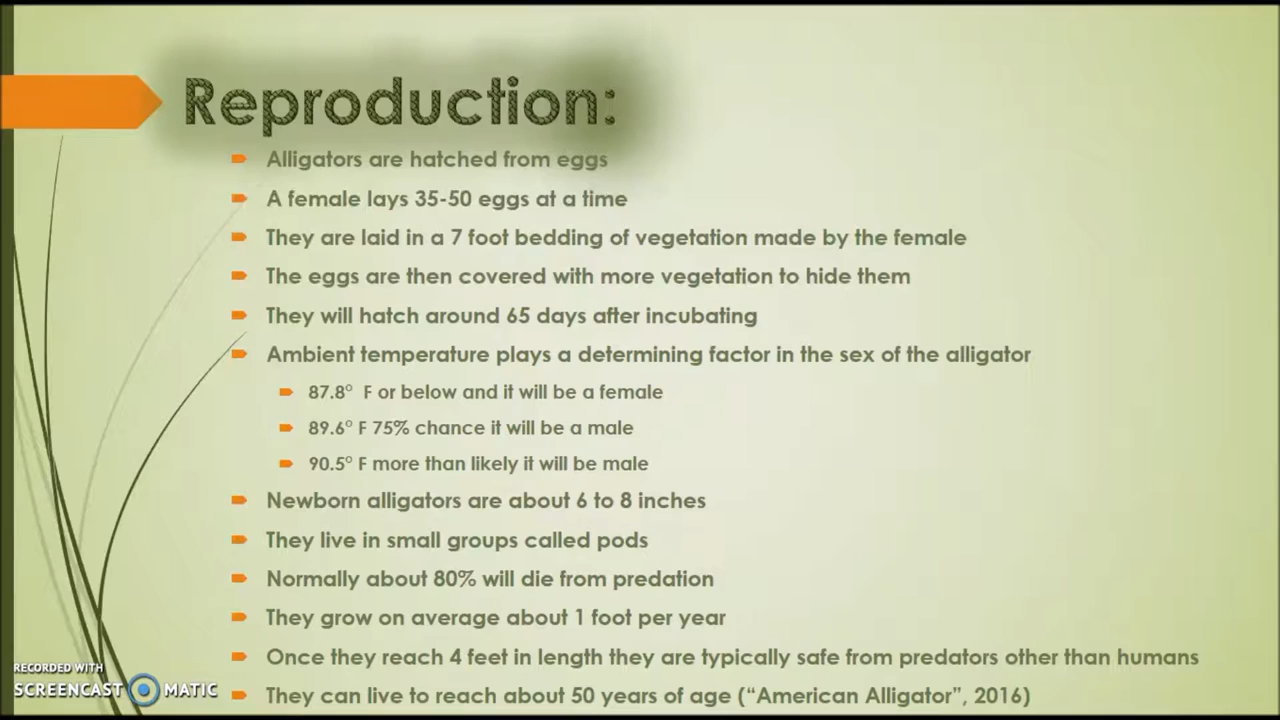 Reproduction:
Alligators are hatched from eggs
A female lays 35-50 eggs at a time
They are laid in a 7 foot bedding of vegetation made by the female
The eggs are then covered with more vegetation to hide them
They will hatch around 65 days after incubating
Ambient temperature plays a determining factor in the sex of the alligator
87.8° F or below and it will be a female
89.6° F 75% chance it will be a male
90.5° F more than likely it will be male
Newborn alligators are about 6 to 8 inches
They live in small groups called pods
Normally about 80% will die from predation
They grow on average about 1 foot per year
Once they reach 4 feet in length they are typically safe from predators other than humans
They can live to reach about 50 years of age (“American Alligator”, 2016)
RECORDED WITH
SCREENCAST MATIC